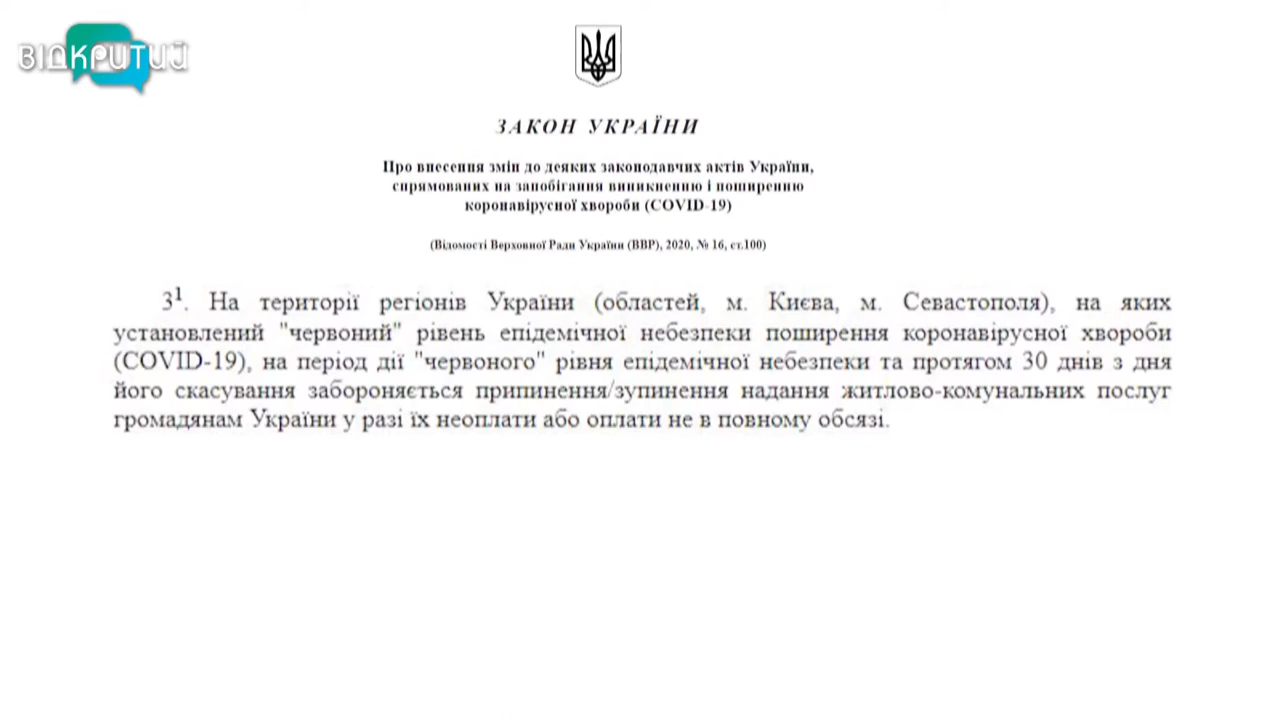 ВІДКРИТИЙ
ЗАКОН УКРАЇНИ
Про внесення змін до деяких законодавчих актів України,
спрямованих на запобігання виникненню і поширенню
коронавірусної хвороби (COVID-19)
(Відомості Верховної Ради України (ВВР), 2020, № 16, ст.100)
3¹. На території регіонів України (областей, м. Києва, м. Севастополя), на яких
установлений "червоний" рівень епідемічної небезпеки поширення коронавірусної хвороби
(COVID-19), на період дії "червоного" рівня епідемічної небезпеки та протягом 30 днів з дня
його скасування забороняється припинення/зупинення надання житлово-комунальних послуг
громадянам України у разі їх неоплати або оплати не в повному обсязі.